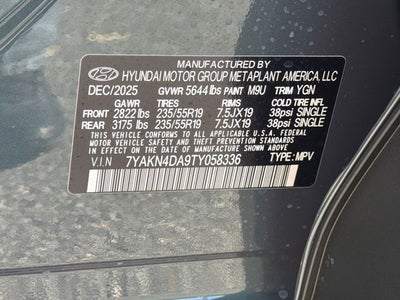 MANUFACTURED BY
HYUNDAI MOTOR GROUP METAPLANT AMERICA, LLC
DEC/2025 GVWR 5644 lbs PAINT M9U TRIM YGN
GAWR TIRES RIMS COLD TIRE INFL
FRONT 2822 lbs 235/55R19 7.5JX19 38psi SINGLE
REAR 3175 lbs 235/55R19 7.5JX19 38psi SINGLE
THIS VEHICLE CONFORMS TO ALL APPLICABLE FEDERAL MOTOR
VEHICLE SAFETY AND THEFT PREVENTION STANDARDS
IN EFFECT ON THE DATE OF MANUFACTURE SHOWN ABOVE.
V.I.N 7YAKN4DA9TY058336 TYPE: MPV